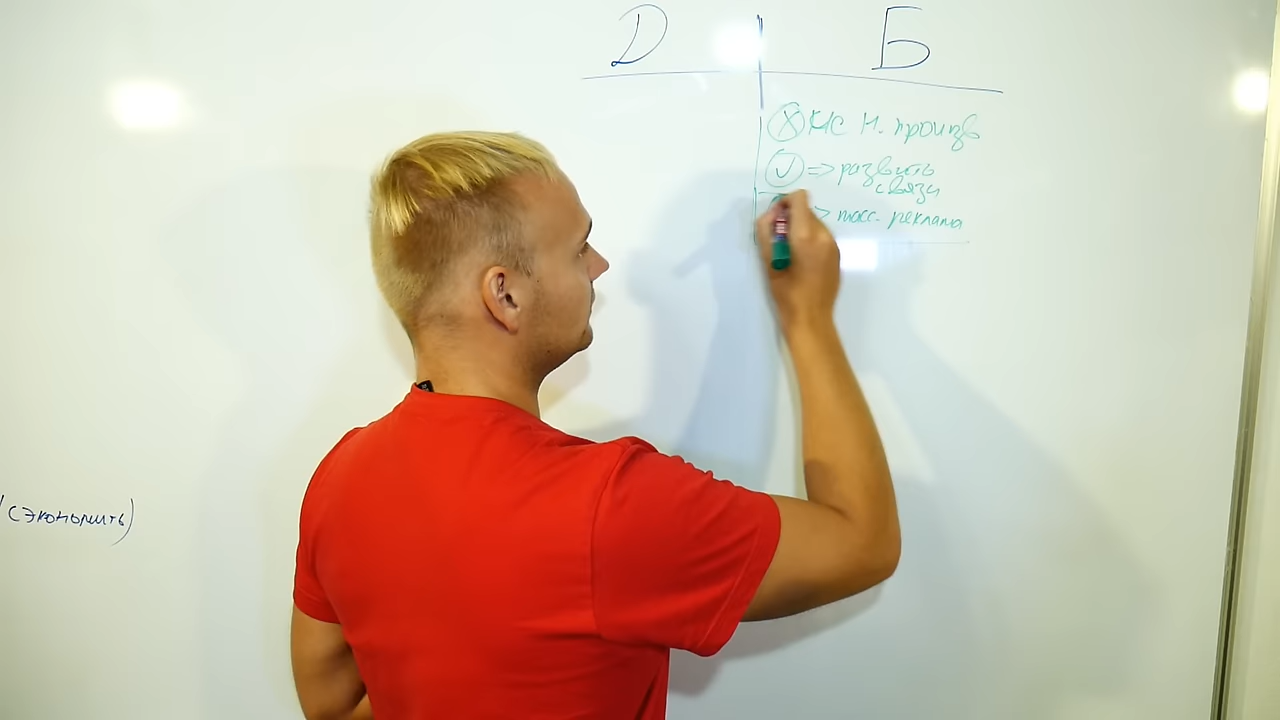 Д Б
Н. произв
=> развить
связи
> масс. реклама
(сэкономить)